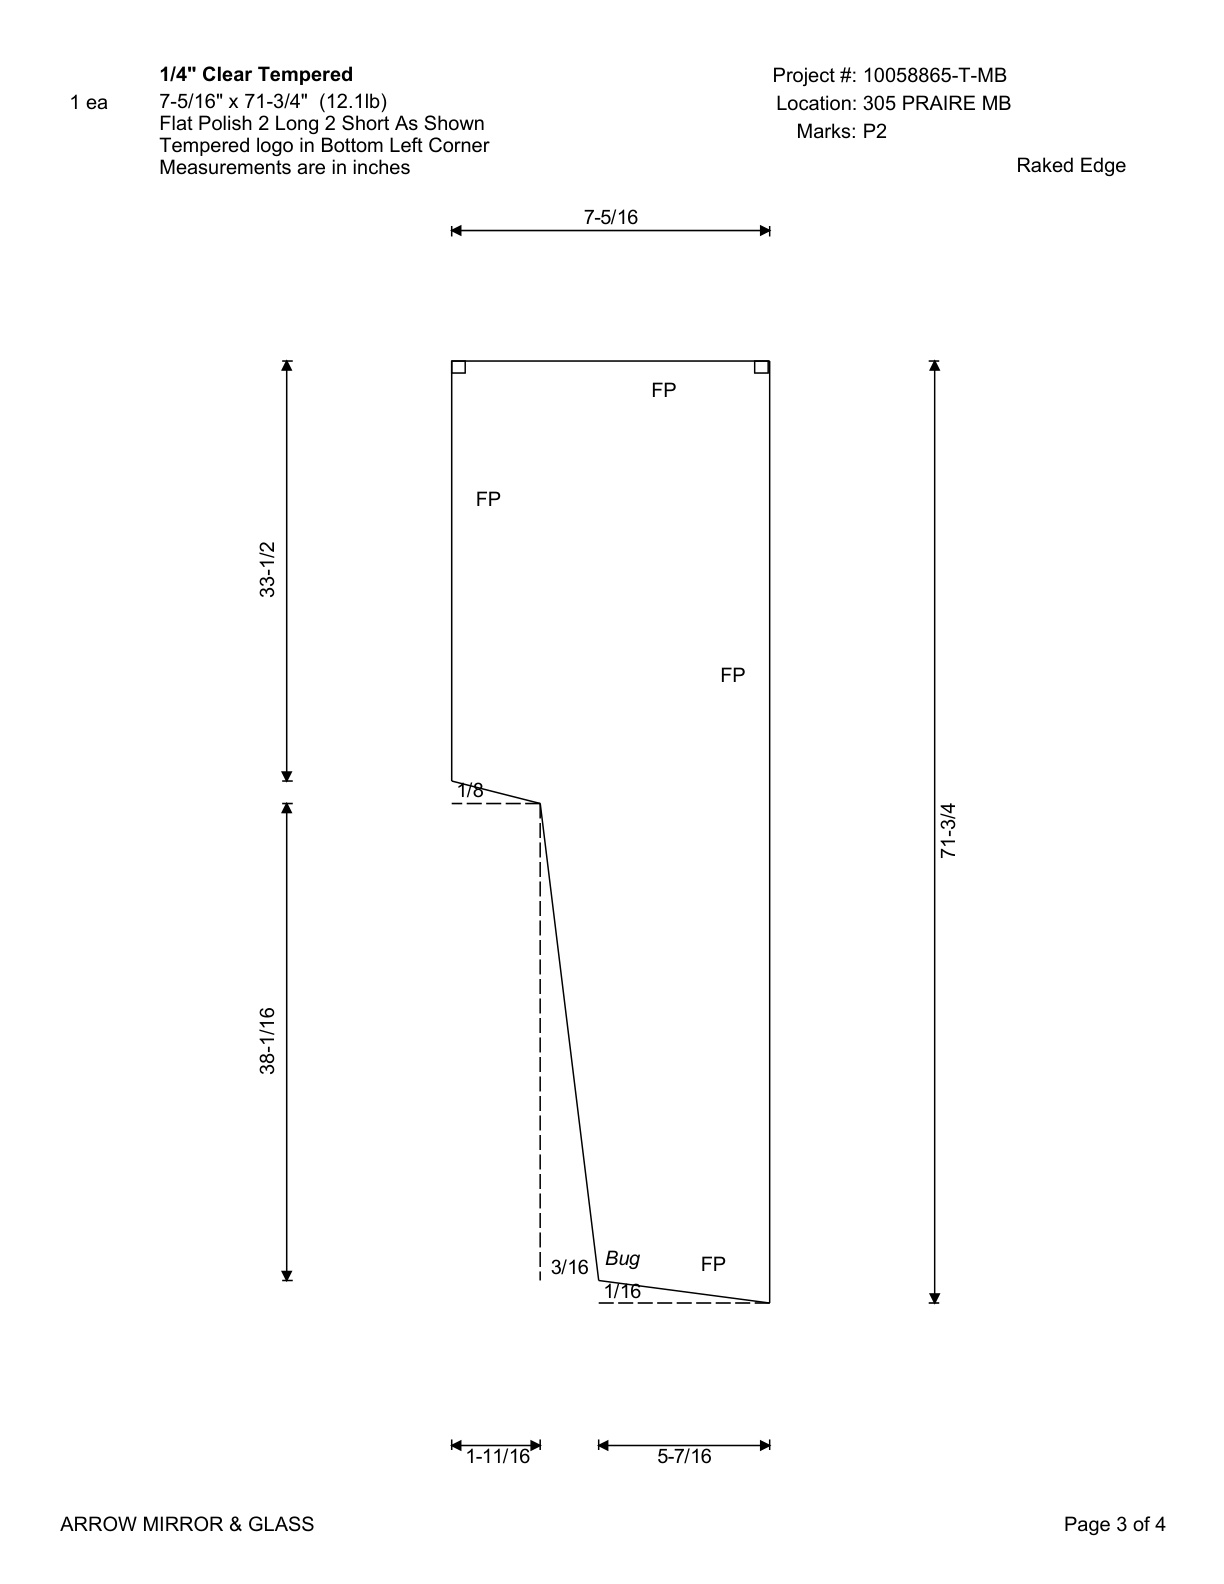 1/4" Clear Tempered
1 ea
7-5/16" x 71-3/4" (12.1lb)
Flat Polish 2 Long 2 Short As Shown
Tempered logo in Bottom Left Corner
Measurements are in inches
Project #: 10058865-T-MB
Location: 305 PRAIRE MB
Marks: P2
Raked Edge
7-5/16
FP
FP
33-1/2
FP
1/8
71-3/4
38-1/16
3/16
Bug
FP
1/16
1-11/16
5-7/16
ARROW MIRROR & GLASS
Page 3 of 4